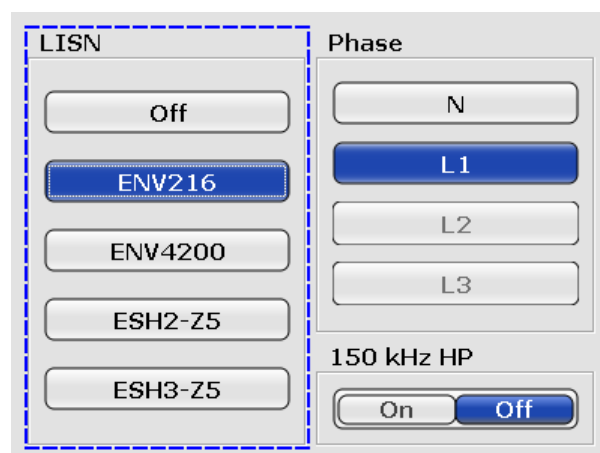 LISN
Off
ENV216
ENV4200
ESH2-Z5
ESH3-Z5
Phase
N
L1
L2
L3
150 kHz HP
On Off